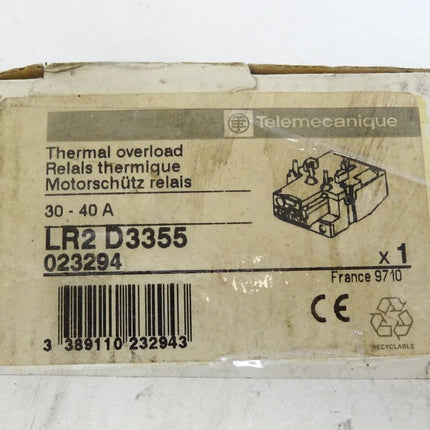 Telemecanique
Thermal overload
Relais thermique
Motorschütz relais
30 - 40 A
LR2 D3355
023294
x 1
France 9710
CE
3 389110 232943
RECYCLABLE